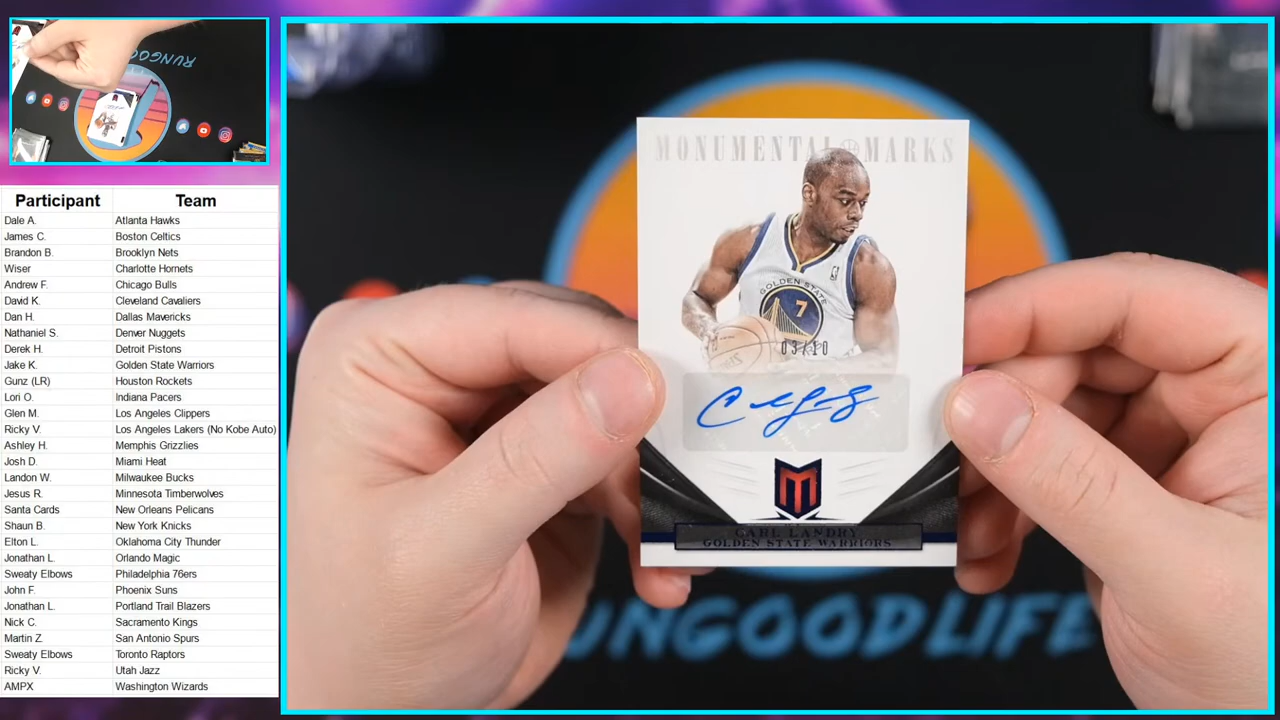 RUNGOODLIFE
Participant Team
Dale A. Atlanta Hawks
James C. Boston Celtics
Brandon B. Brooklyn Nets
Wiser Charlotte Hornets
Andrew F. Chicago Bulls
David K. Cleveland Cavaliers
Dan H. Dallas Mavericks
Nathaniel S. Denver Nuggets
Derek H. Detroit Pistons
Jake K. Golden State Warriors
Gunz (LR) Houston Rockets
Lori O. Indiana Pacers
Glen M. Los Angeles Clippers
Ricky V. Los Angeles Lakers (No Kobe Auto)
Ashley H. Memphis Grizzlies
Josh D. Miami Heat
Landon W. Milwaukee Bucks
Jesus R. Minnesota Timberwolves
Santa Cards New Orleans Pelicans
Shaun B. New York Knicks
Elton L. Oklahoma City Thunder
Jonathan L. Orlando Magic
Sweaty Elbows Philadelphia 76ers
John F. Phoenix Suns
Jonathan L. Portland Trail Blazers
Nick C. Sacramento Kings
Martin Z. San Antonio Spurs
Sweaty Elbows Toronto Raptors
Ricky V. Utah Jazz
AMPX Washington Wizards
MONUMENTAL MARKS
GOLDEN STATE
7
03/10
M
CARL LANDRY
GOLDEN STATE WARRIORS
UNGOODLIFE